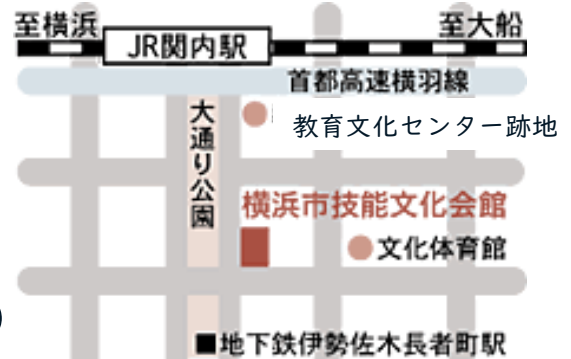 至横浜
至大船
JR関内駅
首都高速横羽線
大通り公園
教育文化センター跡地
横浜市技能文化会館
文化体育館
■地下鉄伊勢佐木長者町駅
)